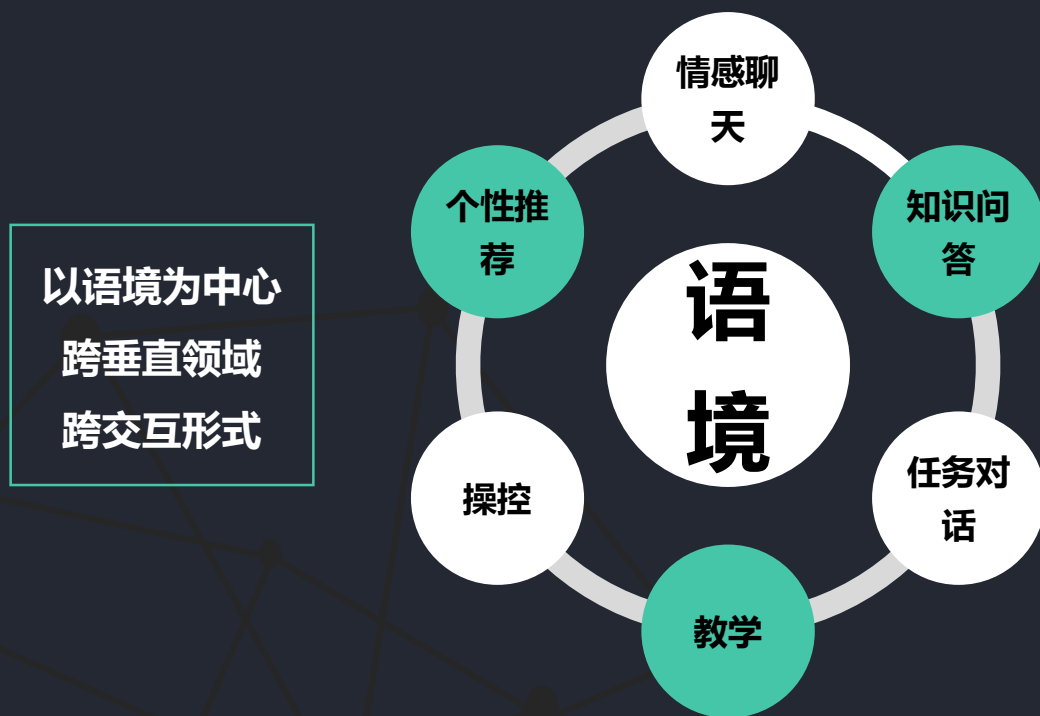 以语境为中心
跨垂直领域
跨交互形式
情感聊
天
知识问
答
任务对
话
教学
操控
个性推
荐
语
境